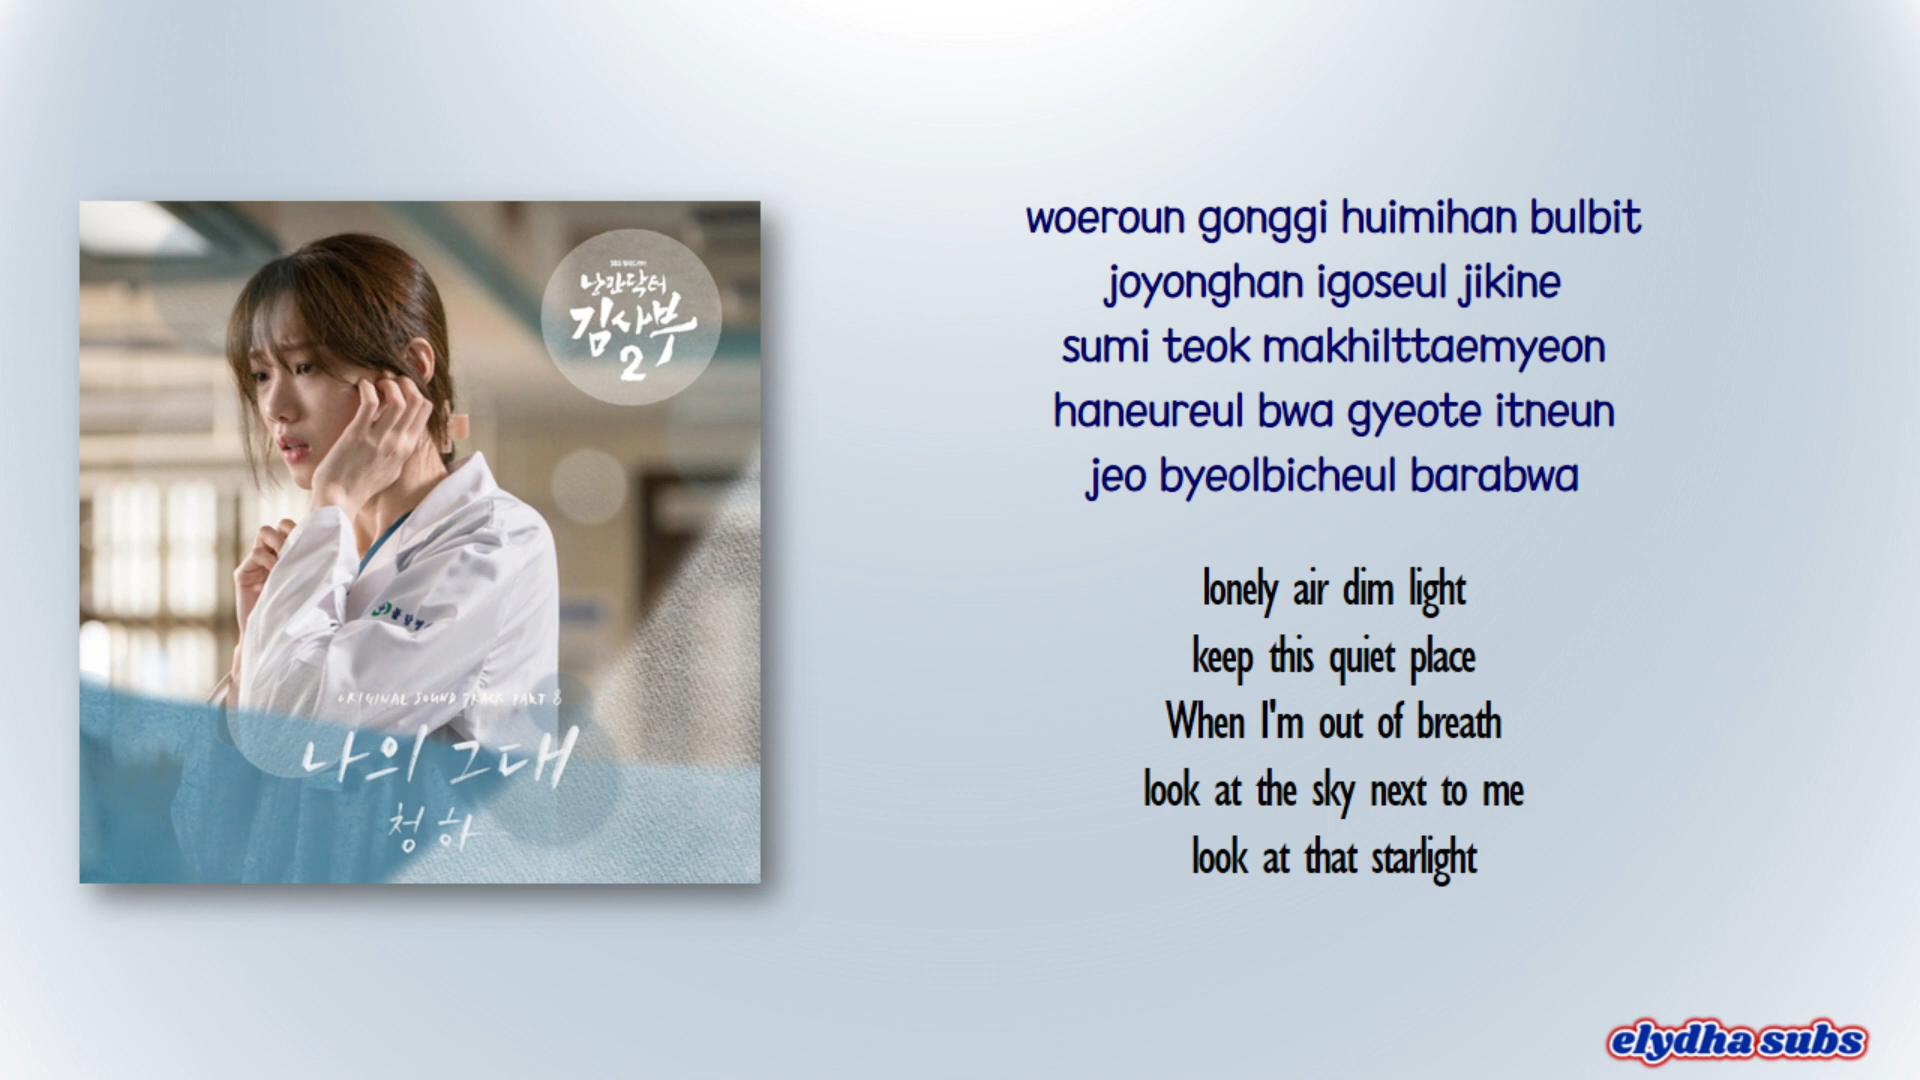 낭만닥터
김사부
2
ORIGINAL SOUND TRACK PART 8
나의 그대
청하
woeroun gonggi huimihan bulbit
joyonghan igoseul jikine
sumi teok makhilttaemyeon
haneureul bwa gyeote itneun
jeo byeolbicheul barabwa
lonely air dim light
keep this quiet place
When I'm out of breath
look at the sky next to me
look at that starlight
elydha subs